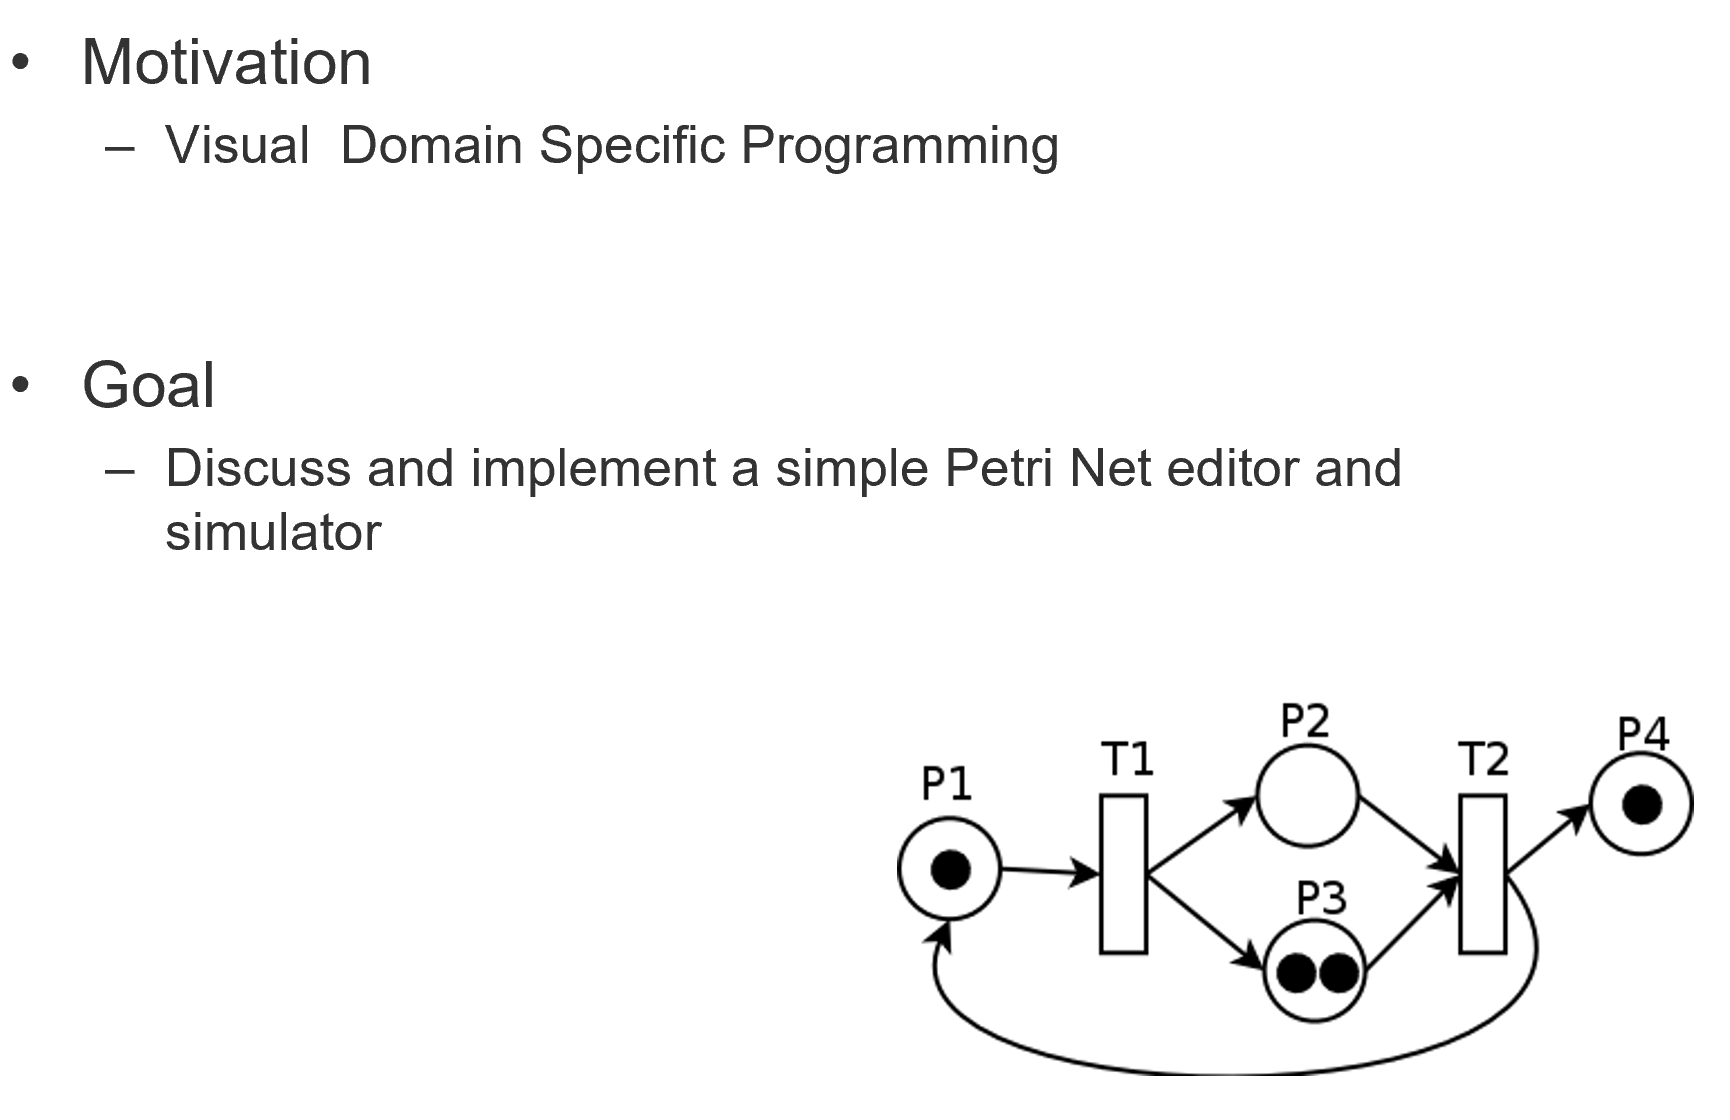 • Motivation
– Visual  Domain Specific Programming
• Goal
– Discuss and implement a simple Petri Net editor and
simulator
P2
P4
T1
T2
P1
P3